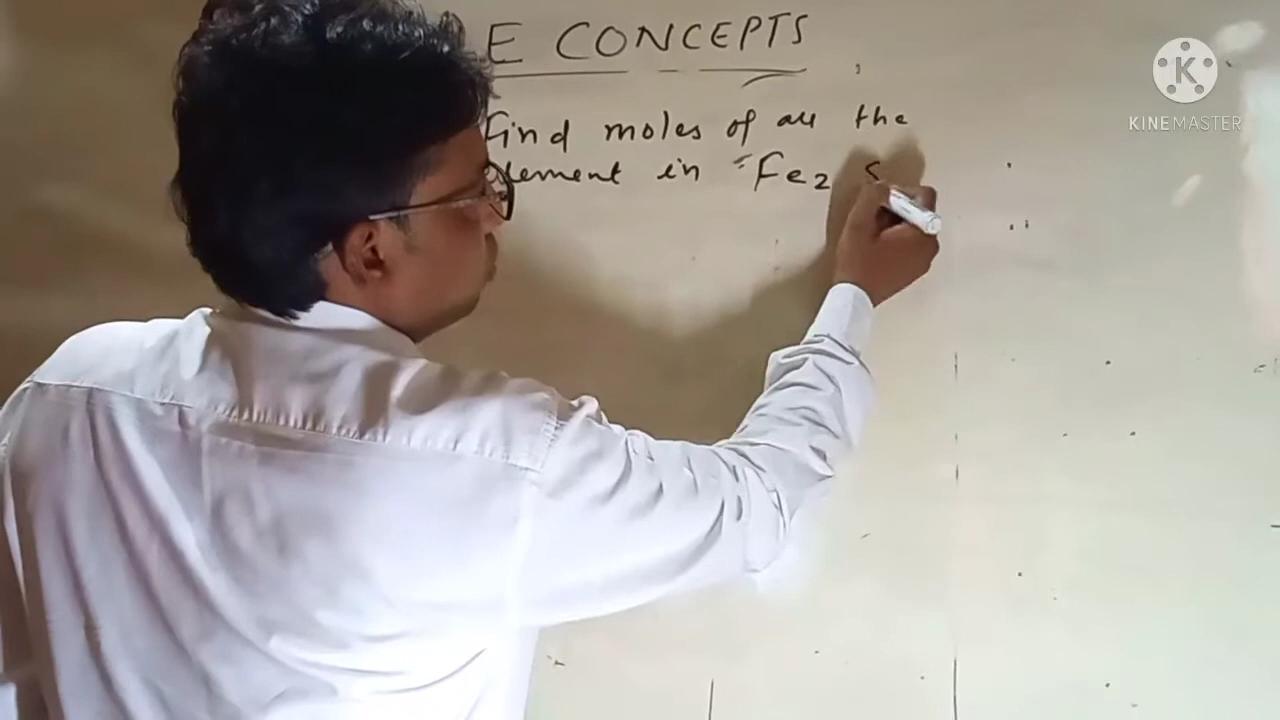 E CONCEPTS
Find moles of all the
element in Fe2 S
KINEMASTER